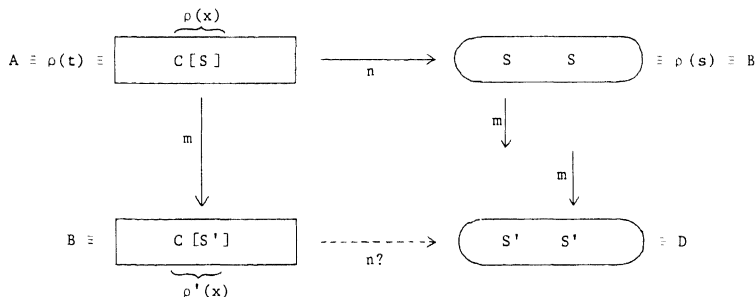 ρ(x)
A ≡ ρ(t) ≡ C[S] n S S ≡ ρ(s) ≡ B
m m
m
B ≡ C[S'] n? S' S' ≡ D
ρ'(x)